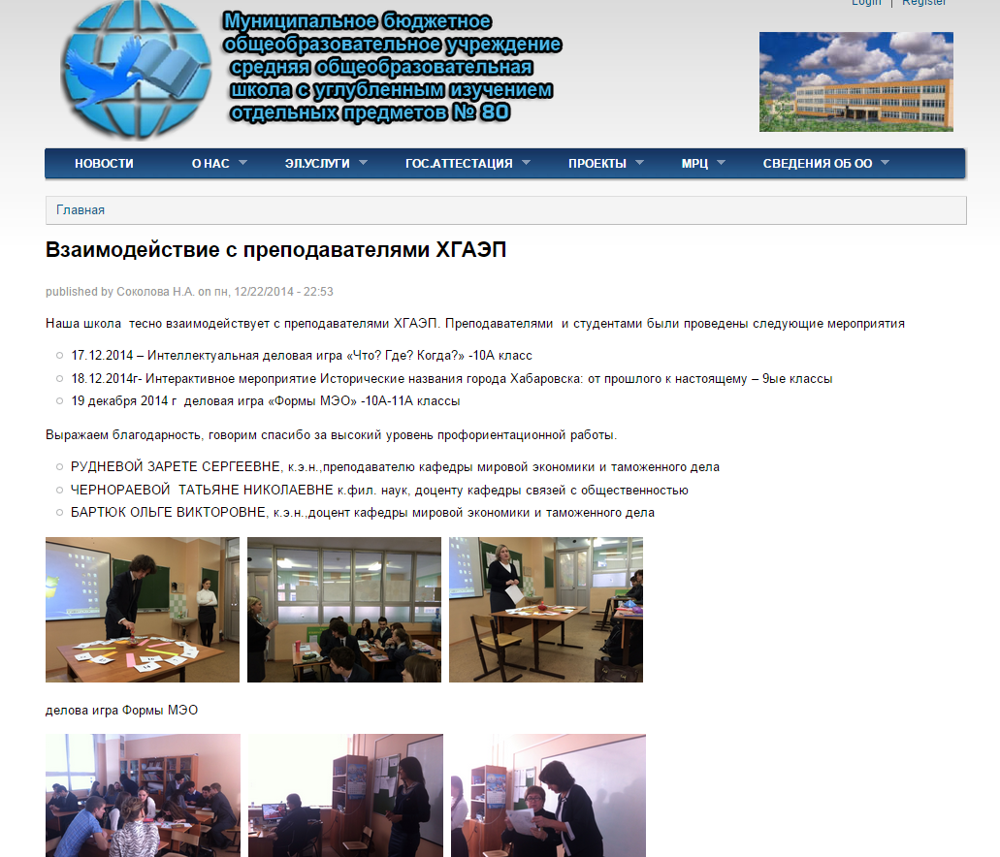 Login | Register
Муниципальное бюджетное
общеобразовательное учреждение
средняя общеобразовательная
школа с углубленным изучением
отдельных предметов № 80
НОВОСТИ О НАС ЭЛ.УСЛУГИ ГОС.АТТЕСТАЦИЯ ПРОЕКТЫ МРЦ СВЕДЕНИЯ ОБ ОО
Главная
Взаимодействие с преподавателями ХГАЭП
published by Соколова Н.А. on пн, 12/22/2014 - 22:53
Наша школа тесно взаимодействует с преподавателями ХГАЭП. Преподавателями и студентами были проведены следующие мероприятия
17.12.2014 – Интеллектуальная деловая игра «Что? Где? Когда?» -10А класс
18.12.2014г- Интерактивное мероприятие Исторические названия города Хабаровска: от прошлого к настоящему – 9ые классы
19 декабря 2014 г деловая игра «Формы МЭО» -10А-11А классы
Выражаем благодарность, говорим спасибо за высокий уровень профориентационной работы.
РУДНЕВОЙ ЗАРЕТЕ СЕРГЕЕВНЕ, к.э.н.,преподавателю кафедры мировой экономики и таможенного дела
ЧЕРНОРАЕВОЙ ТАТЬЯНЕ НИКОЛАЕВНЕ к.фил. наук, доценту кафедры связей с общественностью
БАРТЮК ОЛЬГЕ ВИКТОРОВНЕ, к.э.н.,доцент кафедры мировой экономики и таможенного дела
делова игра Формы МЭО